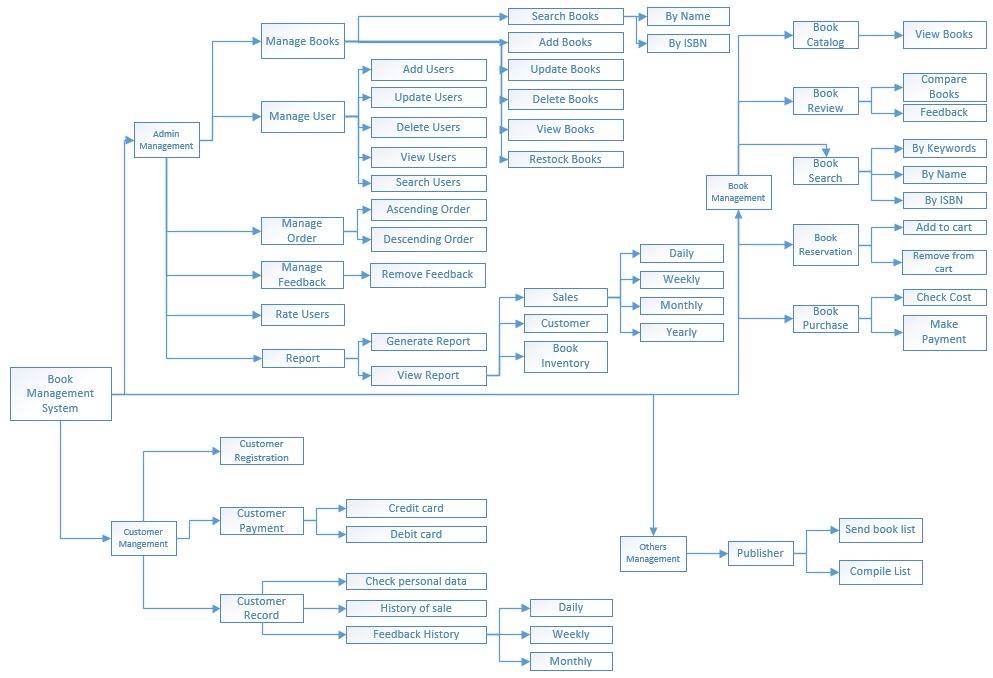 Search Books
By Name
Add Books
By ISBN
Manage Books
Update Books
Delete Books
View Books
Restock Books
Add Users
Update Users
Manage User
Delete Users
View Users
Search Users
Admin
Management
Manage
Order
Ascending Order
Descending Order
Manage
Feedback
Remove Feedback
Rate Users
Report
Generate Report
View Report
Sales
Customer
Book
Inventory
Daily
Weekly
Monthly
Yearly
Book
Management
Book
Catalog
View Books
Book
Review
Compare
Books
Feedback
Book
Search
By Keywords
By Name
By ISBN
Book
Reservation
Add to cart
Remove from
cart
Book
Purchase
Check Cost
Make
Payment
Book
Management
System
Customer
Registration
Customer
Mangement
Customer
Payment
Credit card
Debit card
Customer
Record
Check personal data
History of sale
Feedback History
Daily
Weekly
Monthly
Others
Management
Publisher
Send book list
Compile List